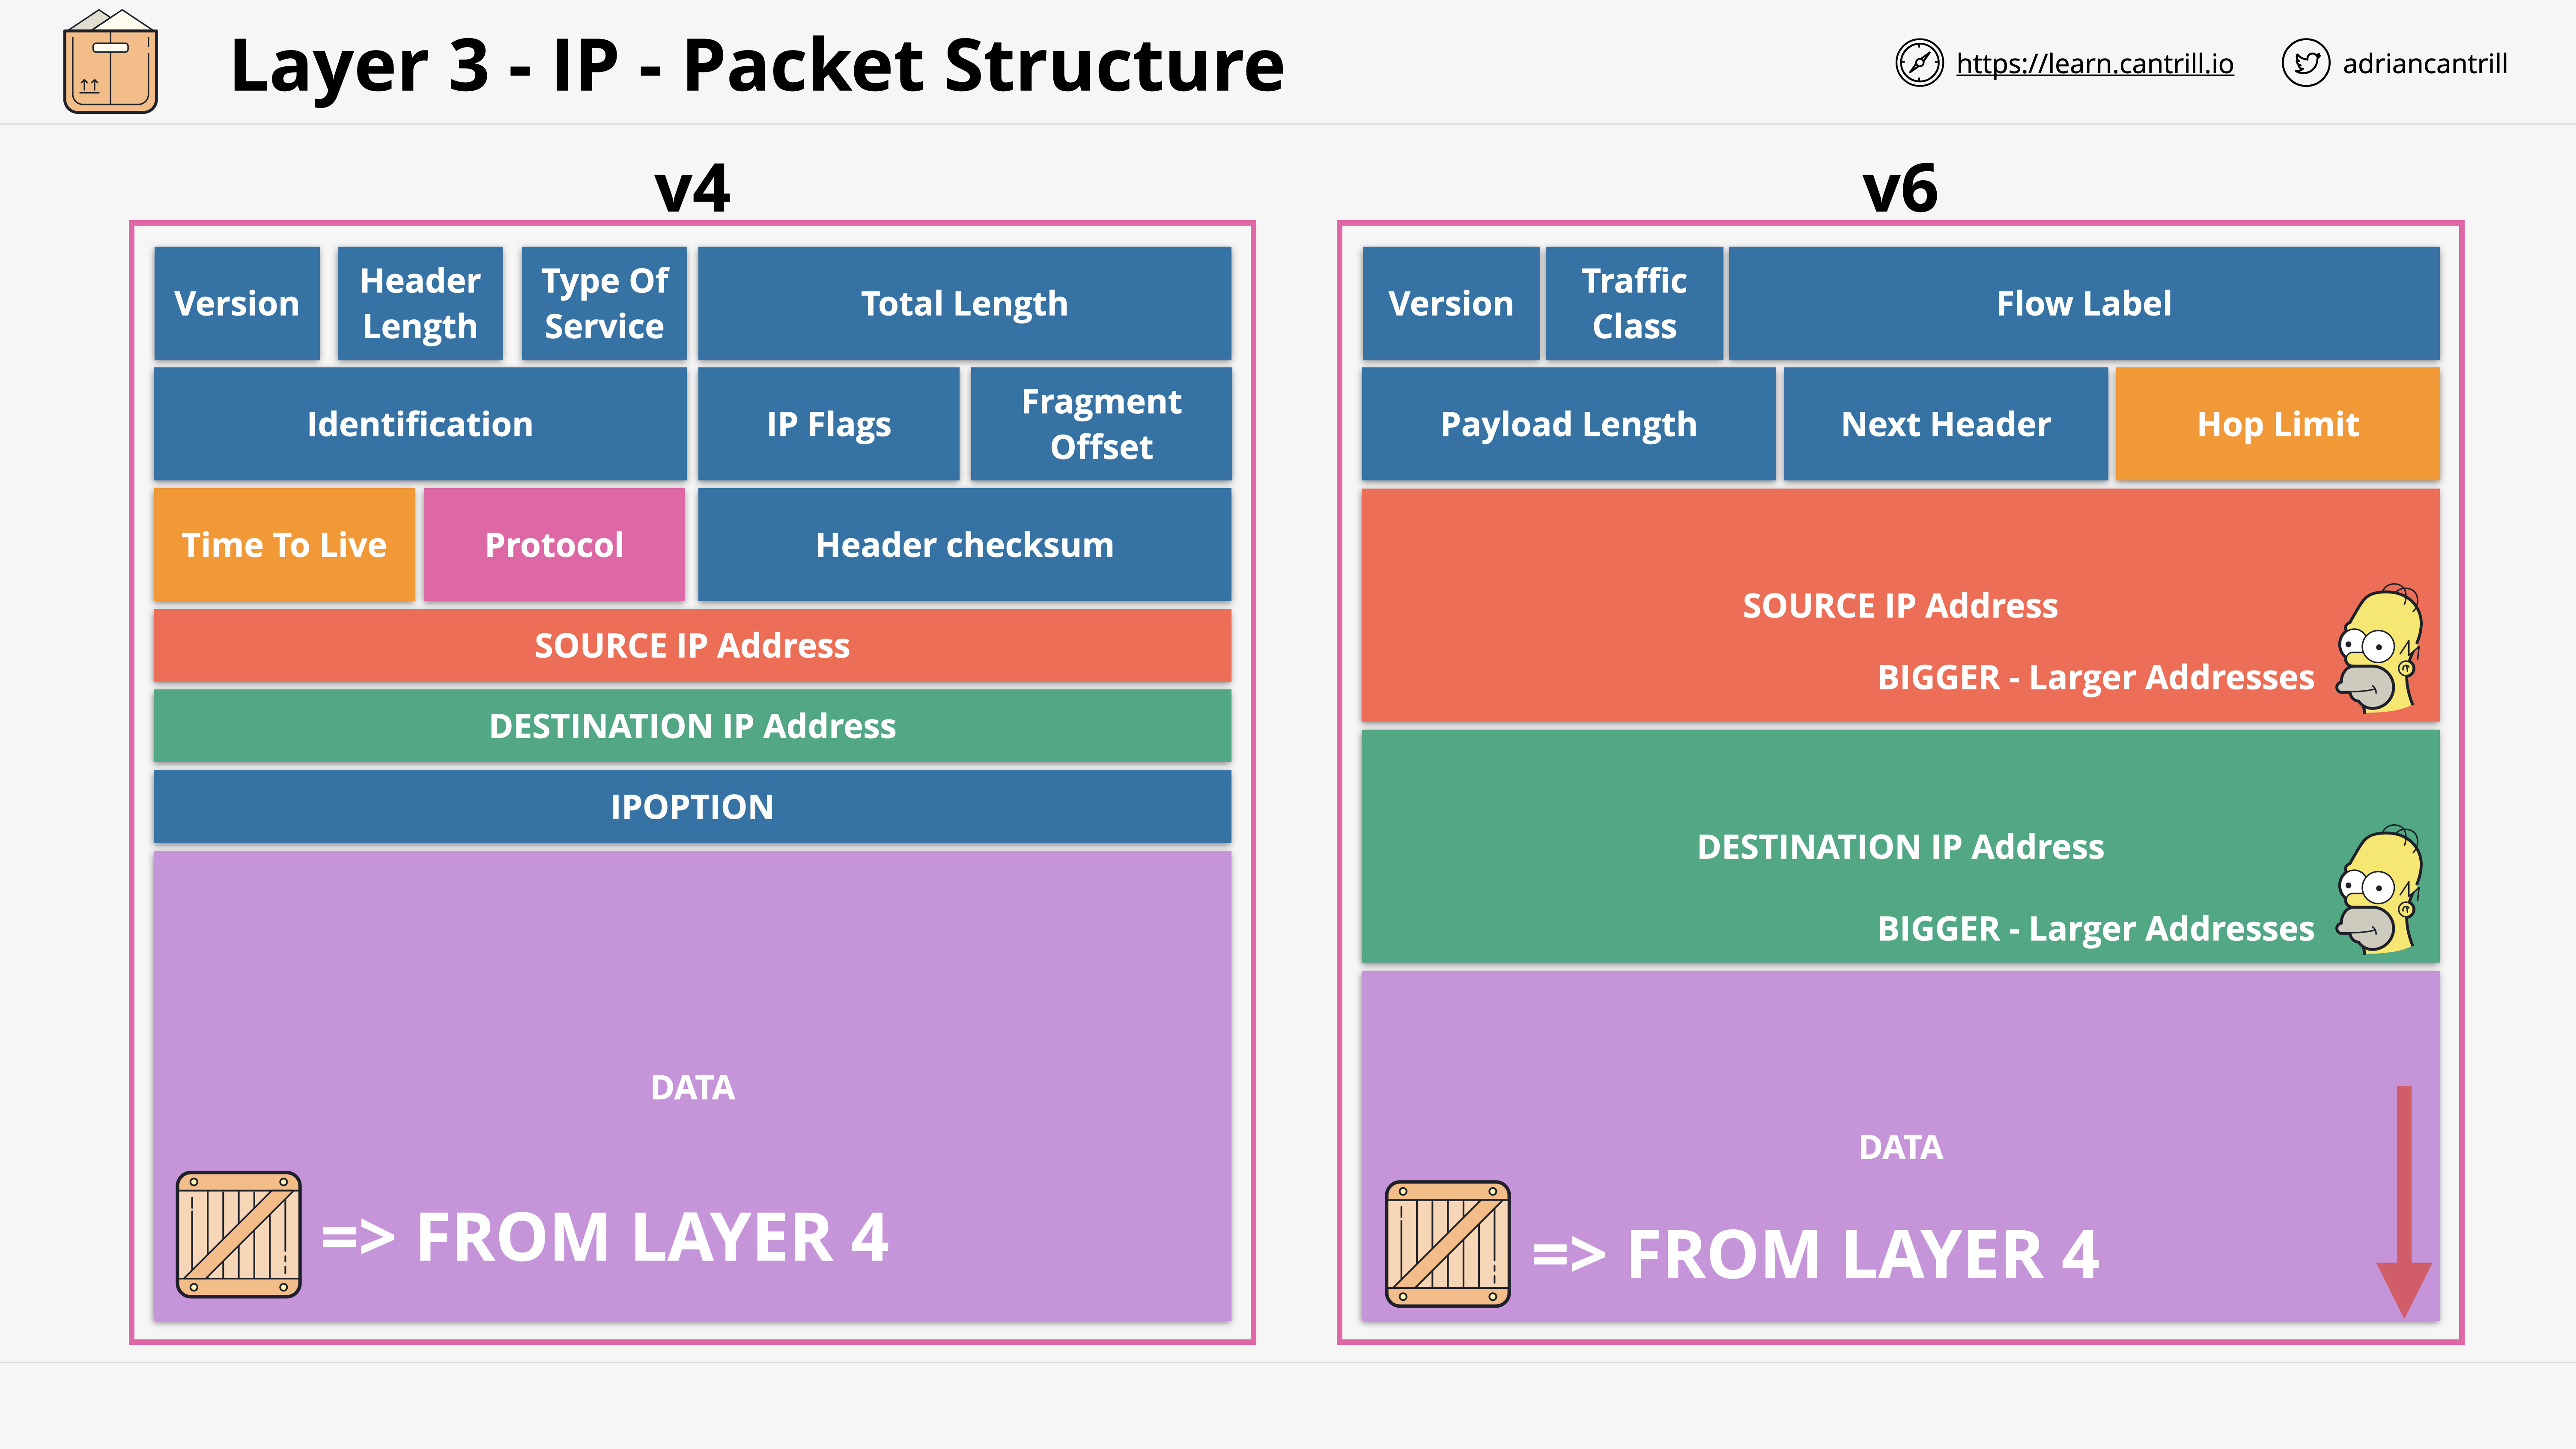 Layer 3 - IP - Packet Structure
https://learn.cantrill.io
adriancantrill
v4
Version
Header
Length
Type Of
Service
Total Length
Identification
IP Flags
Fragment
Offset
Time To Live
Protocol
Header checksum
SOURCE IP Address
DESTINATION IP Address
IPOPTION
DATA
=> FROM LAYER 4
v6
Version
Traffic
Class
Flow Label
Payload Length
Next Header
Hop Limit
SOURCE IP Address
BIGGER - Larger Addresses
DESTINATION IP Address
BIGGER - Larger Addresses
DATA
=> FROM LAYER 4